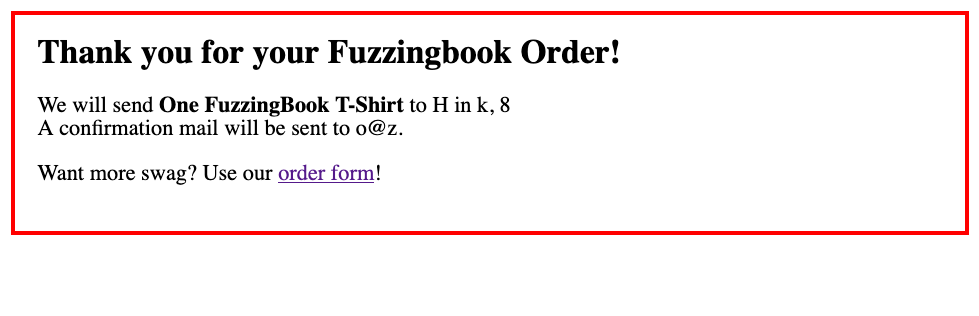 Thank you for your Fuzzingbook Order!
We will send One FuzzingBook T-Shirt to H in k, 8
A confirmation mail will be sent to o@z.
Want more swag? Use our order form!